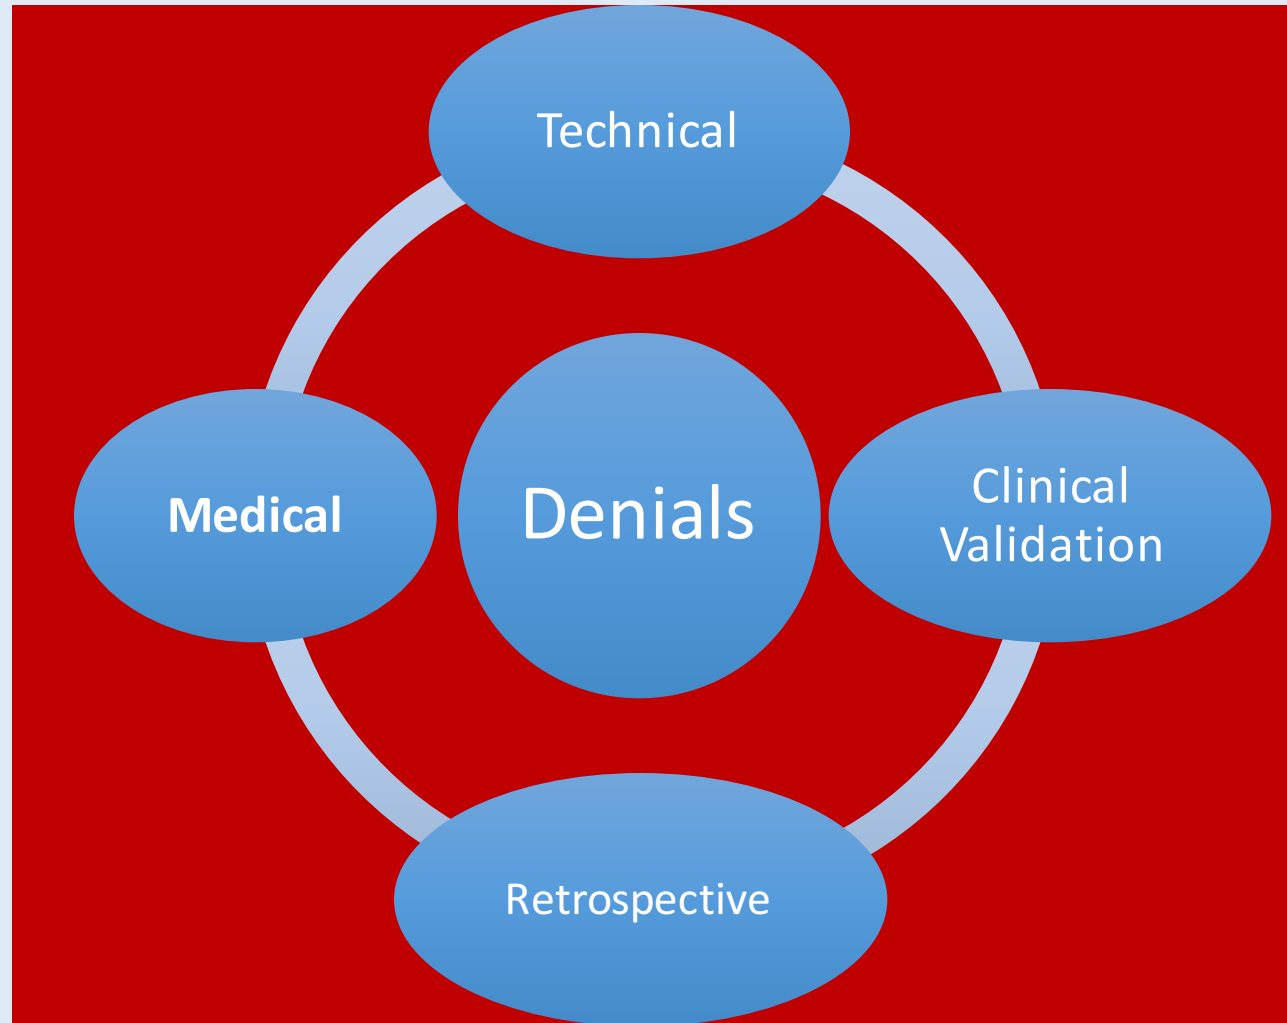 Technical
Medical
Denials
Clinical
Validation
Retrospective